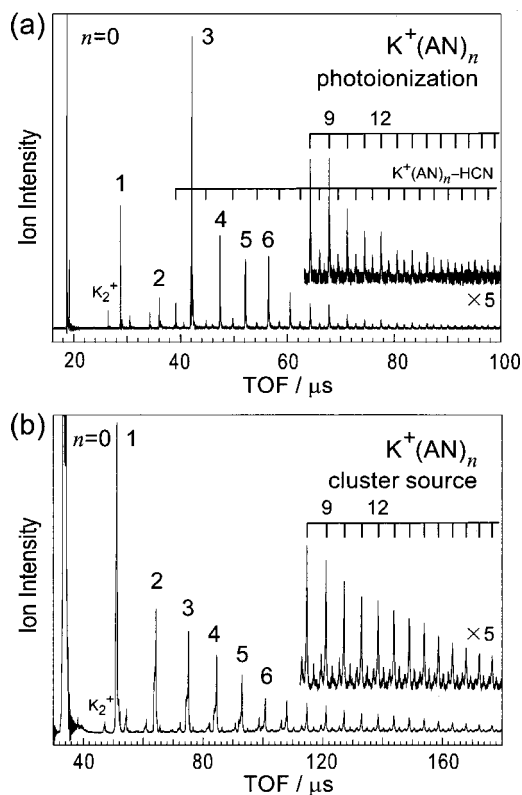 (a)
n=0
3
K⁺(AN)ₙ
photoionization
9 12
K⁺(AN)ₙ–HCN
1
4
5 6
2
K₂⁺
×5
Ion Intensity
20 40 60 80 100
TOF / μs
(b)
n=0 1
K⁺(AN)ₙ
cluster source
9 12
2
3
4
5
6
K₂⁺
×5
Ion Intensity
40 80 120 160
TOF / μs